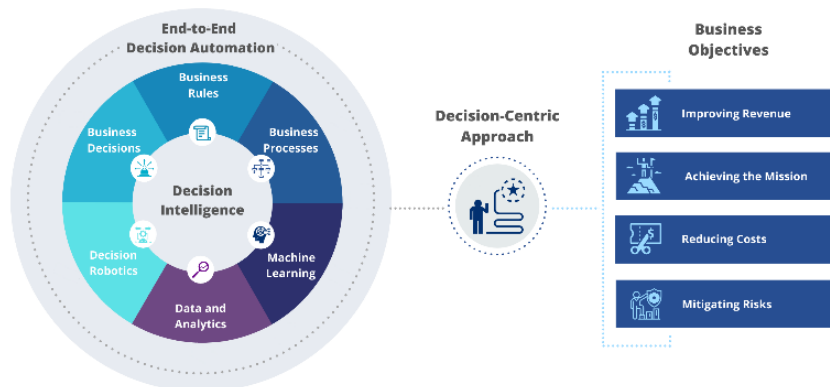 End-to-End
Decision Automation
Business
Rules
Business
Decisions
Business
Processes
Decision
Intelligence
Decision
Robotics
Machine
Learning
Data and
Analytics
Decision-Centric
Approach
Business
Objectives
Improving Revenue
Achieving the Mission
Reducing Costs
Mitigating Risks